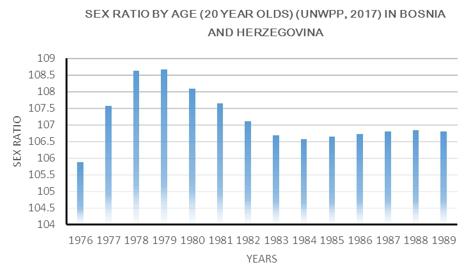 SEX RATIO BY AGE (20 YEAR OLDS) (UNWPP, 2017) IN BOSNIA
AND HERZEGOVINA
109
108.5
108
107.5
107
106.5
106
105.5
105
104.5
104
SEX RATIO
1976 1977 1978 1979 1980 1981 1982 1983 1984 1985 1986 1987 1988 1989
YEARS